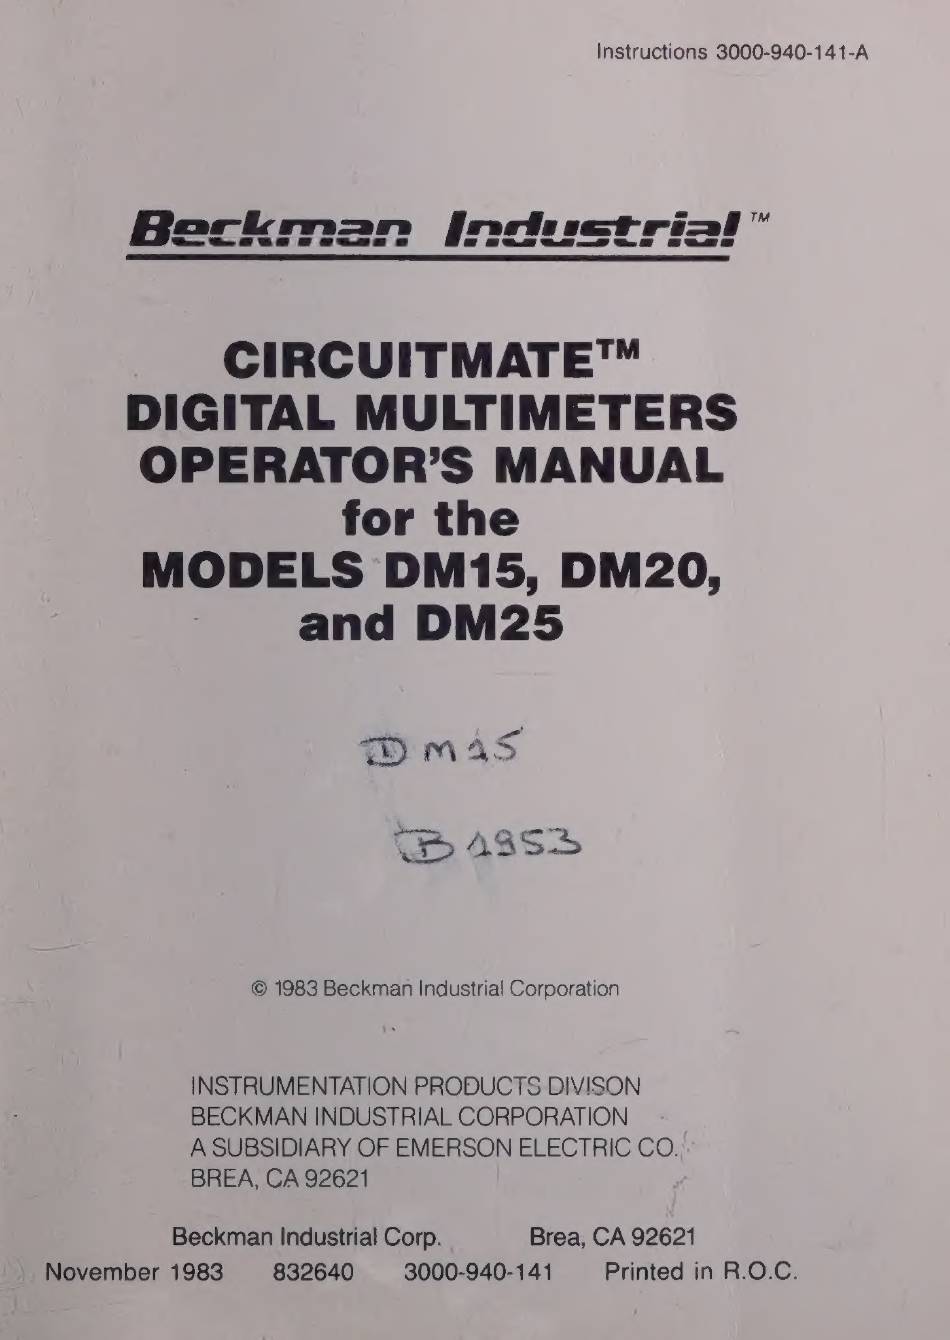 Instructions 3000-940-141-A
Beckman Industrial™
CIRCUITMATE™
DIGITAL MULTIMETERS
OPERATOR'S MANUAL
for the
MODELS DM15, DM20,
and DM25
DM25
B1953
© 1983 Beckman Industrial Corporation
INSTRUMENTATION PRODUCTS DIVISON
BECKMAN INDUSTRIAL CORPORATION
A SUBSIDIARY OF EMERSON ELECTRIC CO.
BREA, CA 92621
Beckman Industrial Corp. Brea, CA 92621
November 1983 832640 3000-940-141 Printed in R.O.C.